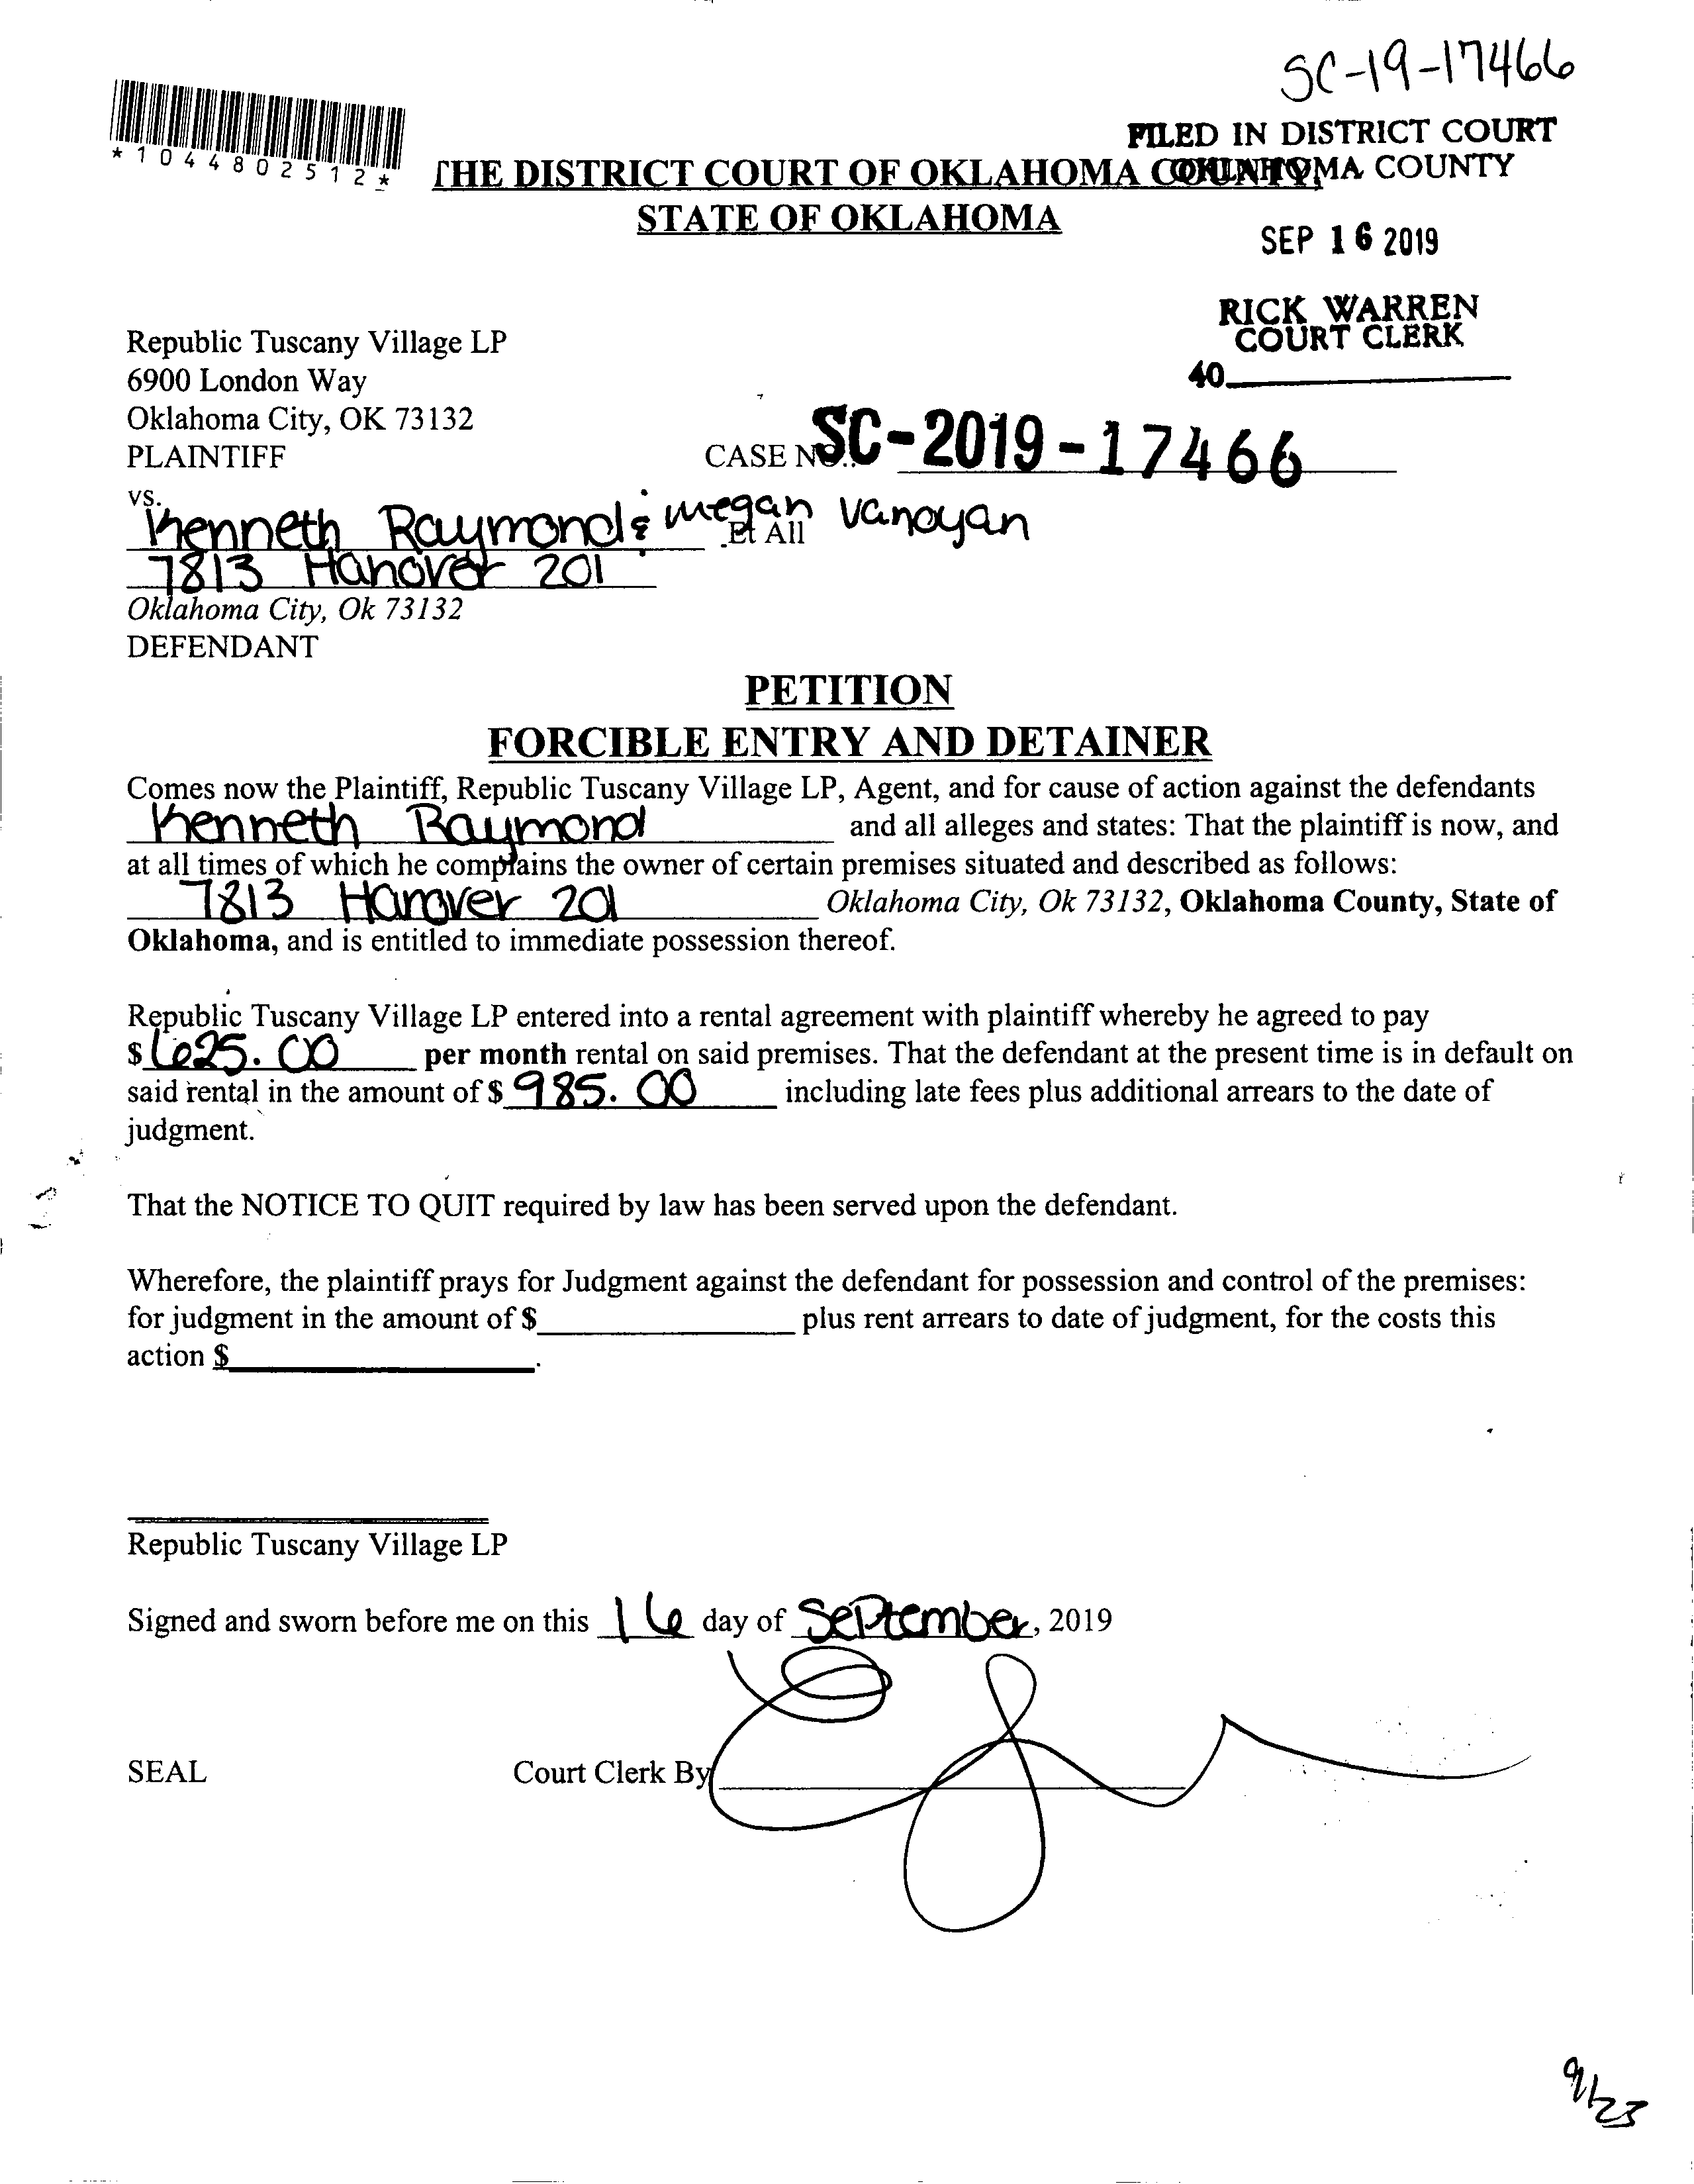 SC-19-17466
*1044802512*
FILED IN DISTRICT COURT
OKLAHOMA COUNTY
THE DISTRICT COURT OF OKLAHOMA COUNTY,
STATE OF OKLAHOMA
SEP 16 2019
RICK WARREN
COURT CLERK
40
Republic Tuscany Village LP
6900 London Way
Oklahoma City, OK 73132
PLAINTIFF
CASE NO.: SC-2019-17466
vs.
Kenneth Raymond & megan vanoyan
Et All
7813 Hanover 201
Oklahoma City, Ok 73132
DEFENDANT
PETITION
FORCIBLE ENTRY AND DETAINER
Comes now the Plaintiff, Republic Tuscany Village LP, Agent, and for cause of action against the defendants
Kenneth Raymond and all alleges and states: That the plaintiff is now, and
at all times of which he complains the owner of certain premises situated and described as follows:
7813 Hanover 201 Oklahoma City, Ok 73132, Oklahoma County, State of
Oklahoma, and is entitled to immediate possession thereof.
Republic Tuscany Village LP entered into a rental agreement with plaintiff whereby he agreed to pay
$ 625.00 per month rental on said premises. That the defendant at the present time is in default on
said rental in the amount of $ 985.00 including late fees plus additional arrears to the date of
judgment.
That the NOTICE TO QUIT required by law has been served upon the defendant.
Wherefore, the plaintiff prays for Judgment against the defendant for possession and control of the premises:
for judgment in the amount of $ plus rent arrears to date of judgment, for the costs this
action $ .
Republic Tuscany Village LP
Signed and sworn before me on this 16 day of September, 2019
SEAL Court Clerk By
9/23